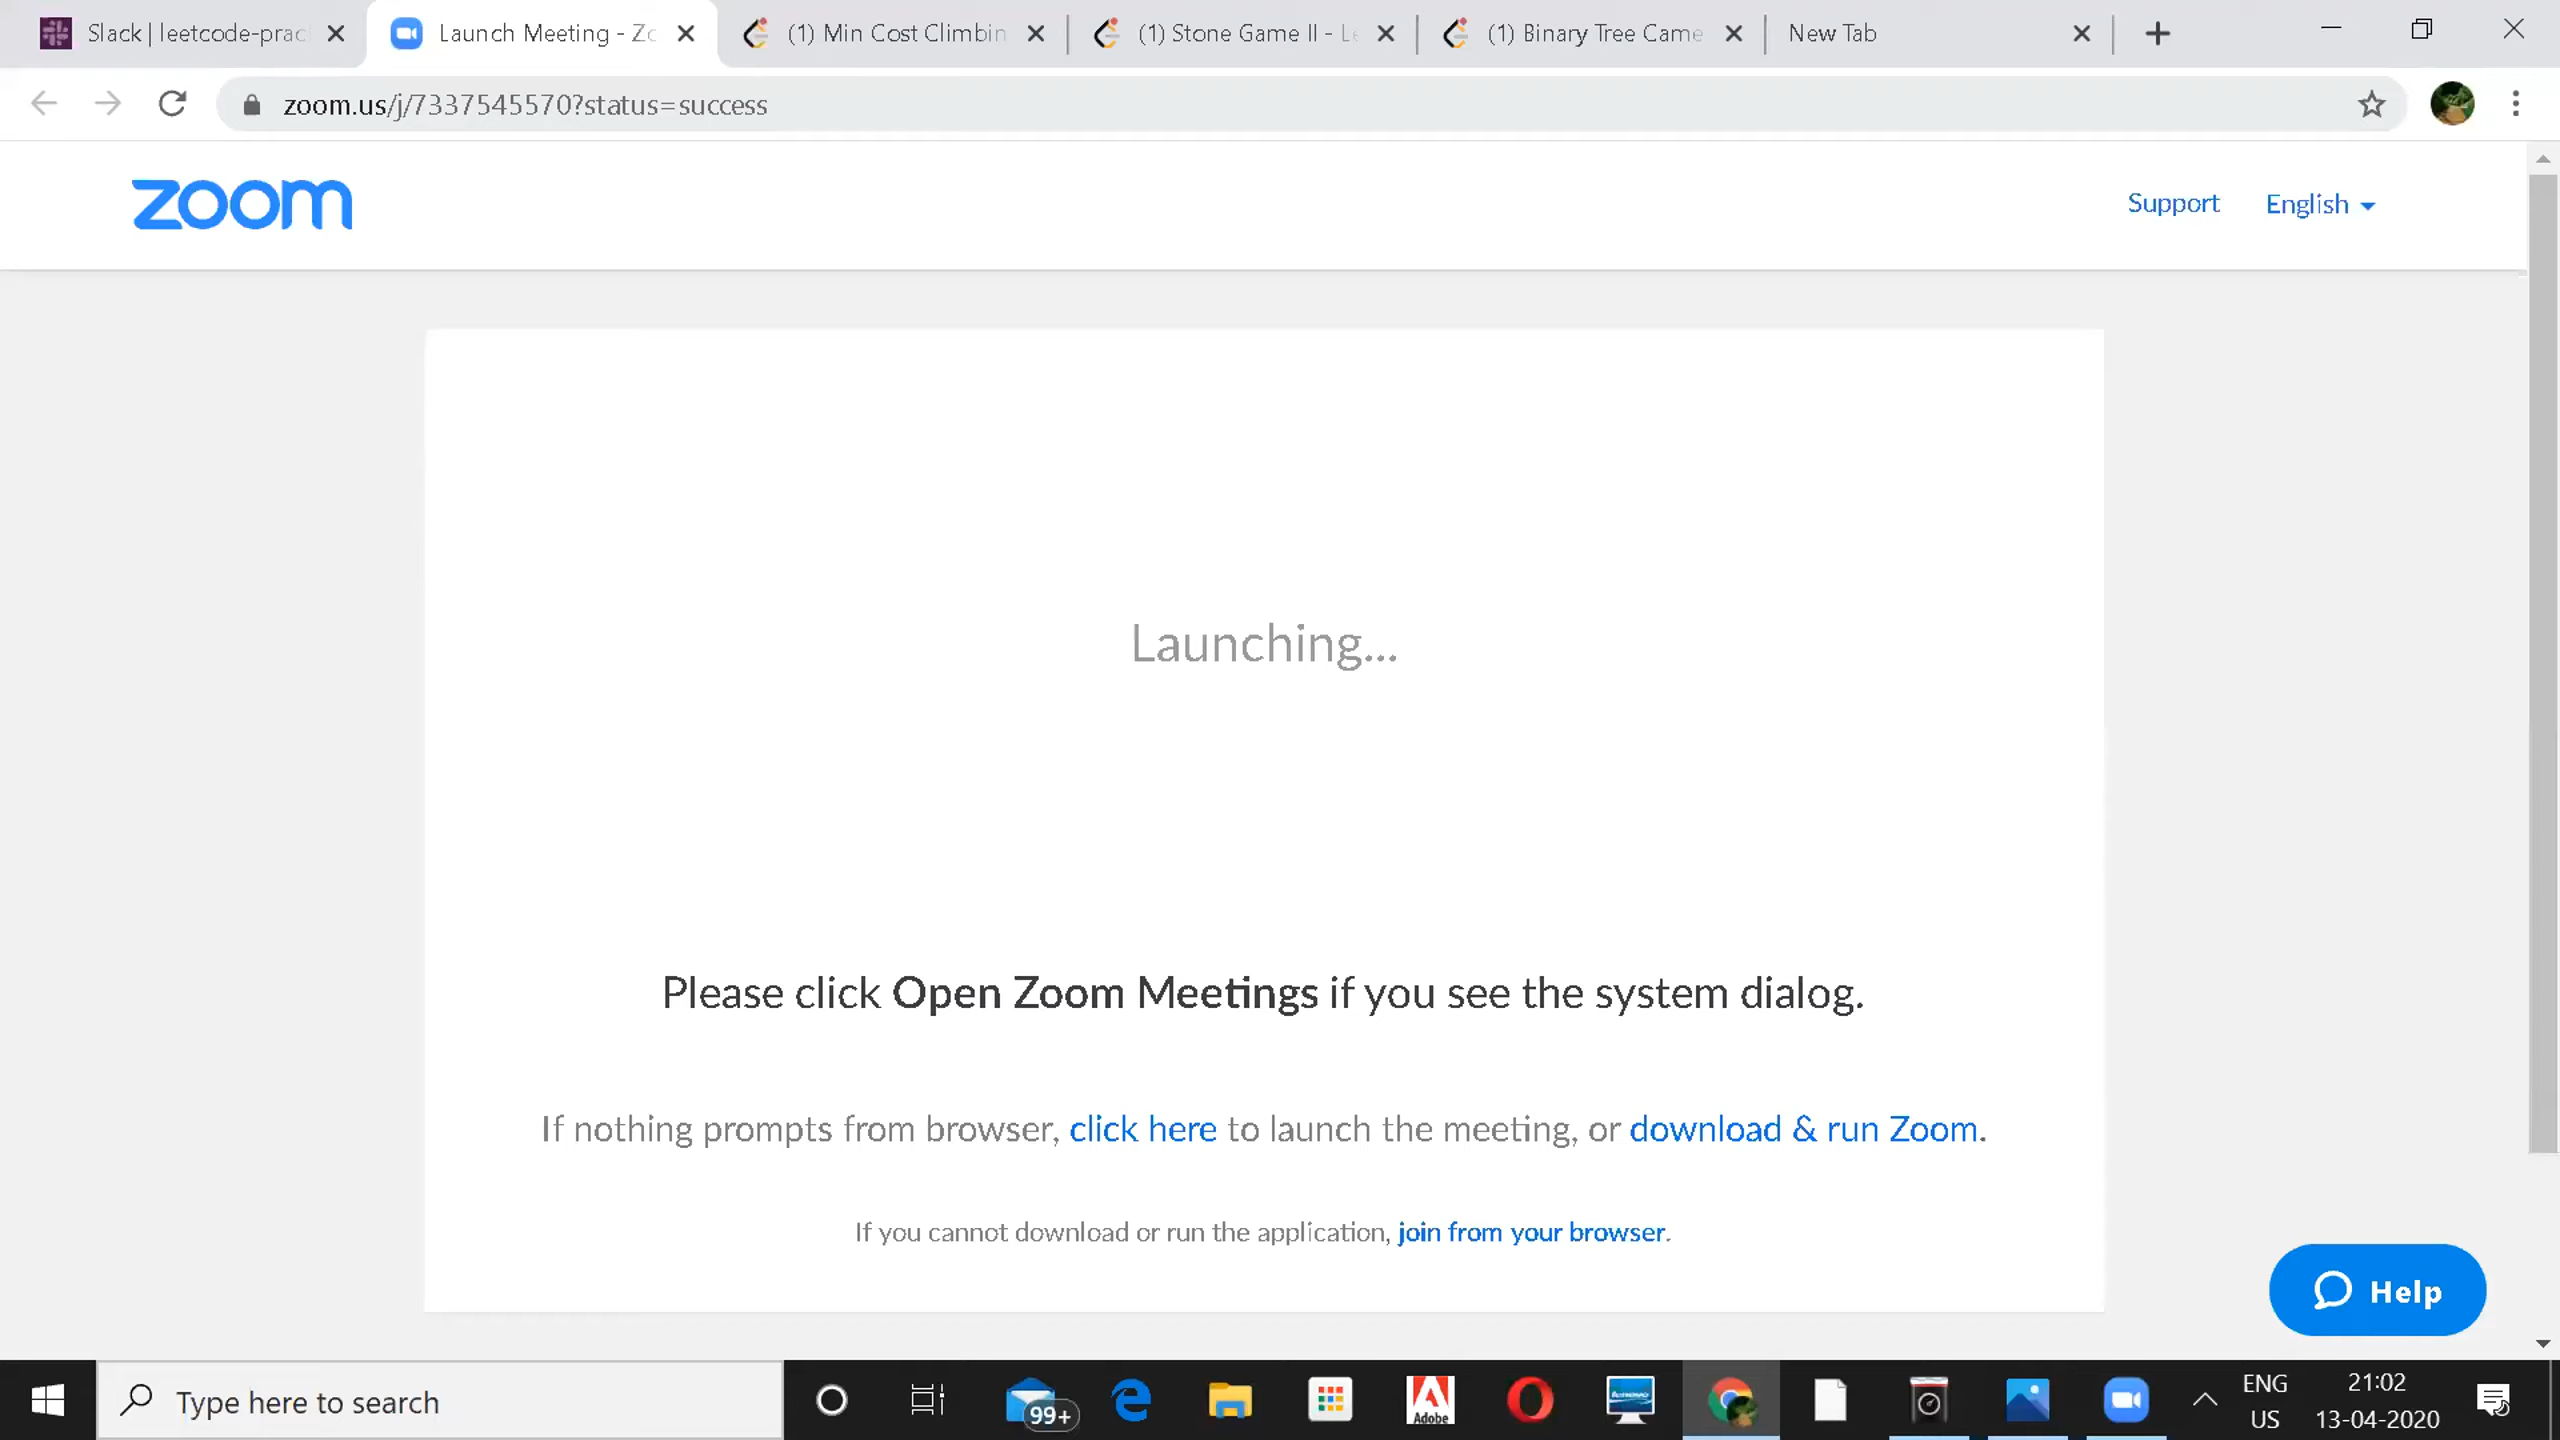 Slack | leetcode-prac
Launch Meeting - Zo
(1) Min Cost Climbin
(1) Stone Game II - Le
(1) Binary Tree Came
New Tab
zoom.us/j/7337545570?status=success
zoom
Support
English
Launching...
Please click Open Zoom Meetings if you see the system dialog.
If nothing prompts from browser, click here to launch the meeting, or download & run Zoom.
If you cannot download or run the application, join from your browser.
Help
Type here to search
99+
Adobe
ENG
US
21:02
13-04-2020